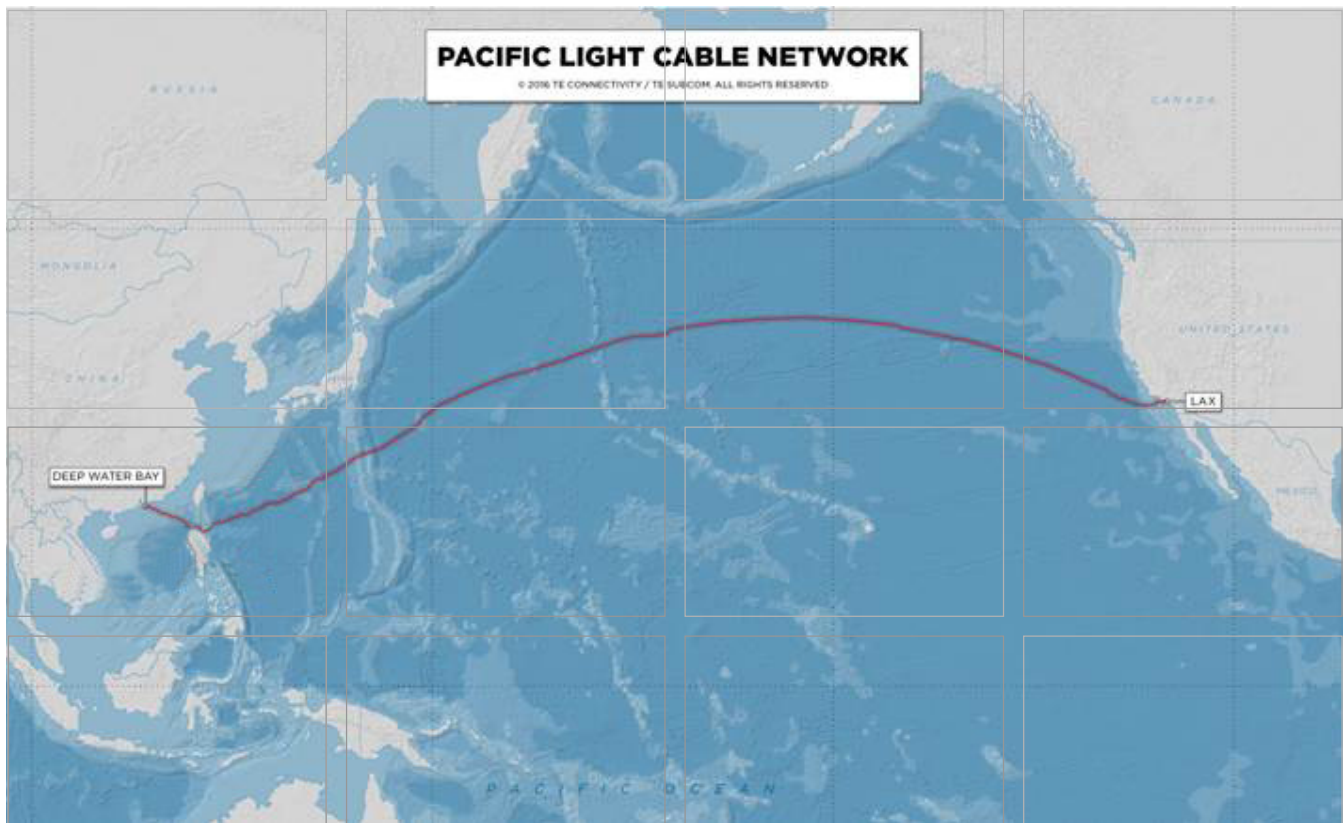 PACIFIC LIGHT CABLE NETWORK
© 2016 TE CONNECTIVITY / TE SUBCOM. ALL RIGHTS RESERVED
RUSSIA
CANADA
MONGOLIA
UNITED STATES
CHINA
LAX
DEEP WATER BAY
MEXICO
PACIFIC OCEAN